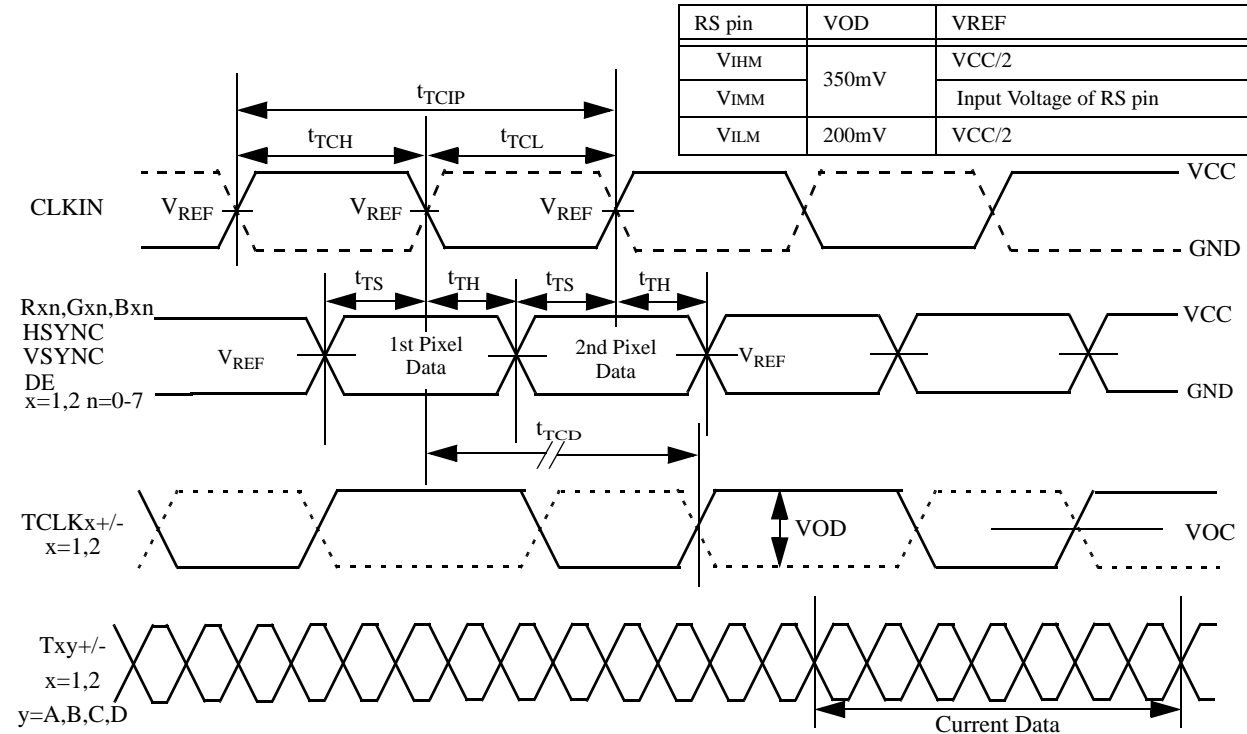 RS pin VOD VREF
VIHM 350mV VCC/2
VIMM Input Voltage of RS pin
VILM 200mV VCC/2
tTCIP
tTCH tTCL
CLKIN VREF VREF VREF VCC
GND
tTS tTH tTS tTH
Rxn,Gxn,Bxn VCC
HSYNC
VSYNC VREF 1st Pixel 2nd Pixel VREF
Data Data
DE GND
x=1,2 n=0-7
tTCD
TCLKx+/- VOD VOC
x=1,2
Txy+/-
x=1,2
y=A,B,C,D Current Data